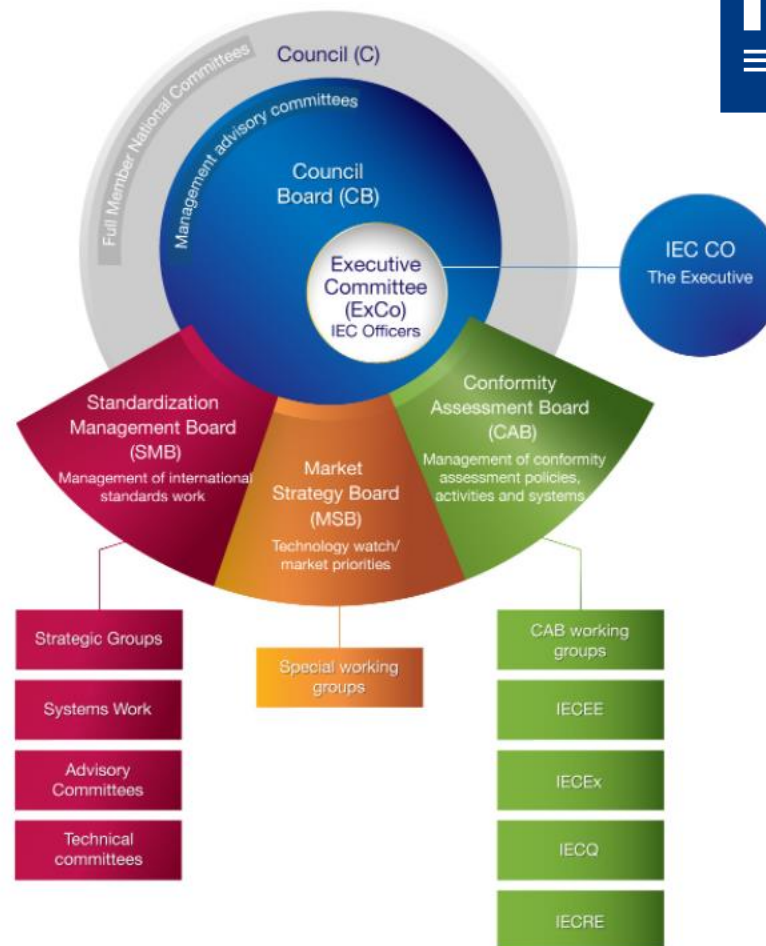 Council (C)
Full Member National Committees
Management advisory committees
Council
Board (CB)
Executive
Committee
(ExCo)
IEC Officers
IEC CO
The Executive
Standardization
Management Board
(SMB)
Management of international
standards work
Market
Strategy Board
(MSB)
Technology watch/
market priorities
Conformity
Assessment Board
(CAB)
Management of conformity
assessment policies,
activities and systems
Strategic Groups
Systems Work
Advisory
Committees
Technical
committees
Special working
groups
CAB working
groups
IECEE
IECEx
IECQ
IECRE